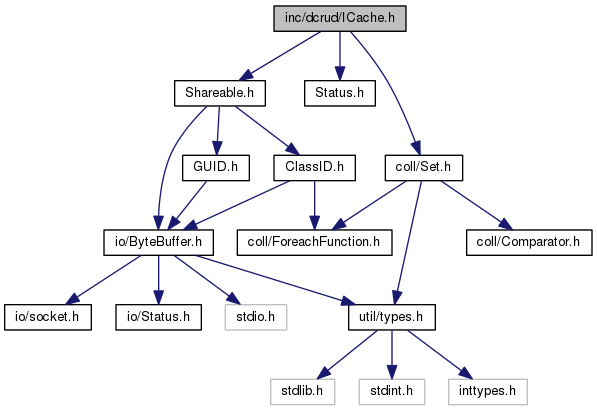 inc/dcrud/ICache.h
Shareable.h
Status.h
GUID.h
ClassID.h
coll/Set.h
io/ByteBuffer.h
coll/ForeachFunction.h
coll/Comparator.h
io/socket.h
io/Status.h
stdio.h
util/types.h
stdlib.h
stdint.h
inttypes.h